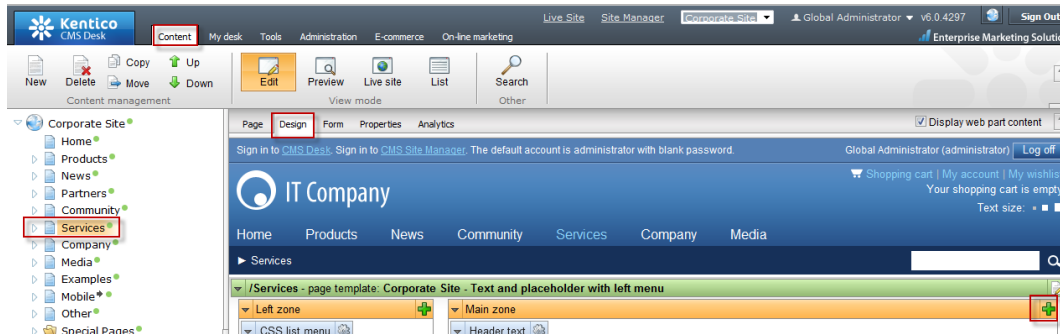 Kentico CMS Desk
Live Site Site Manager Corporate Site Global Administrator v6.0.4297 Sign Out
Content My desk Tools Administration E-commerce On-line marketing
Enterprise Marketing Solutio
New Delete Copy Move Up Down
Content management
Edit Preview Live site List
View mode
Search
Other
Corporate Site
Home
Products
News
Partners
Community
Services
Company
Media
Examples
Mobile
Other
Special Pages
Page Design Form Properties Analytics
Display web part content
Sign in to CMS Desk. Sign in to CMS Site Manager. The default account is administrator with blank password.
Global Administrator (administrator) Log off
Shopping cart | My account | My wishlis
Your shopping cart is empty
Text size:
IT Company
Home Products News Community Services Company Media
Services
/Services - page template: Corporate Site - Text and placeholder with left menu
Left zone
Main zone
CSS list menu
Header text